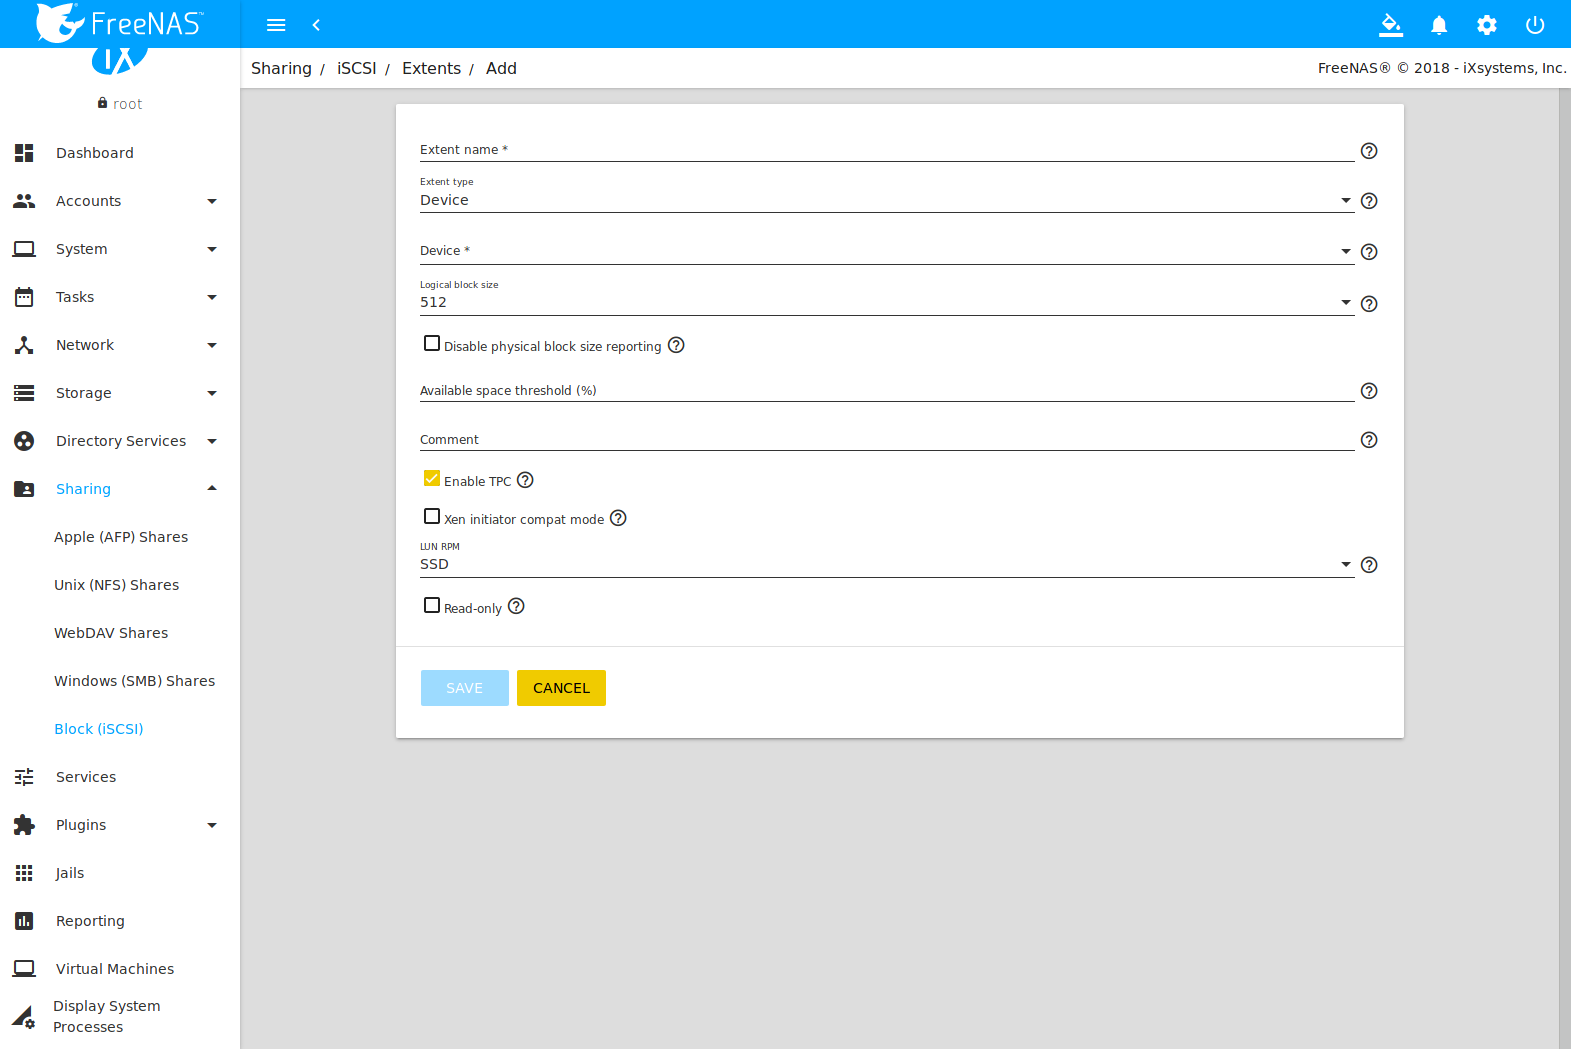 FreeNAS™
Sharing / iSCSI / Extents / Add
FreeNAS® © 2018 - iXsystems, Inc.
iX
root
Dashboard
Accounts
System
Tasks
Network
Storage
Directory Services
Sharing
Apple (AFP) Shares
Unix (NFS) Shares
WebDAV Shares
Windows (SMB) Shares
Block (iSCSI)
Services
Plugins
Jails
Reporting
Virtual Machines
Display System
Processes
Extent name *
Extent type
Device
Device *
Logical block size
512
Disable physical block size reporting
Available space threshold (%)
Comment
Enable TPC
Xen initiator compat mode
LUN RPM
SSD
Read-only
SAVE
CANCEL